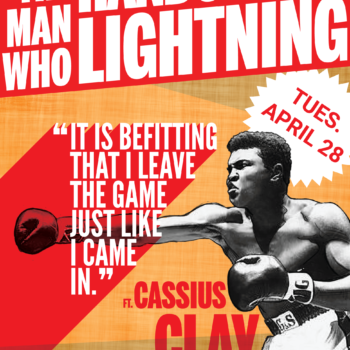 MAN
WHO LIGHTNING
TUES.
APRIL 28
“IT IS BEFITTING
THAT I LEAVE
THE GAME
JUST LIKE
I CAME
IN.”
FT. CASSIUS
CLAY
G&S